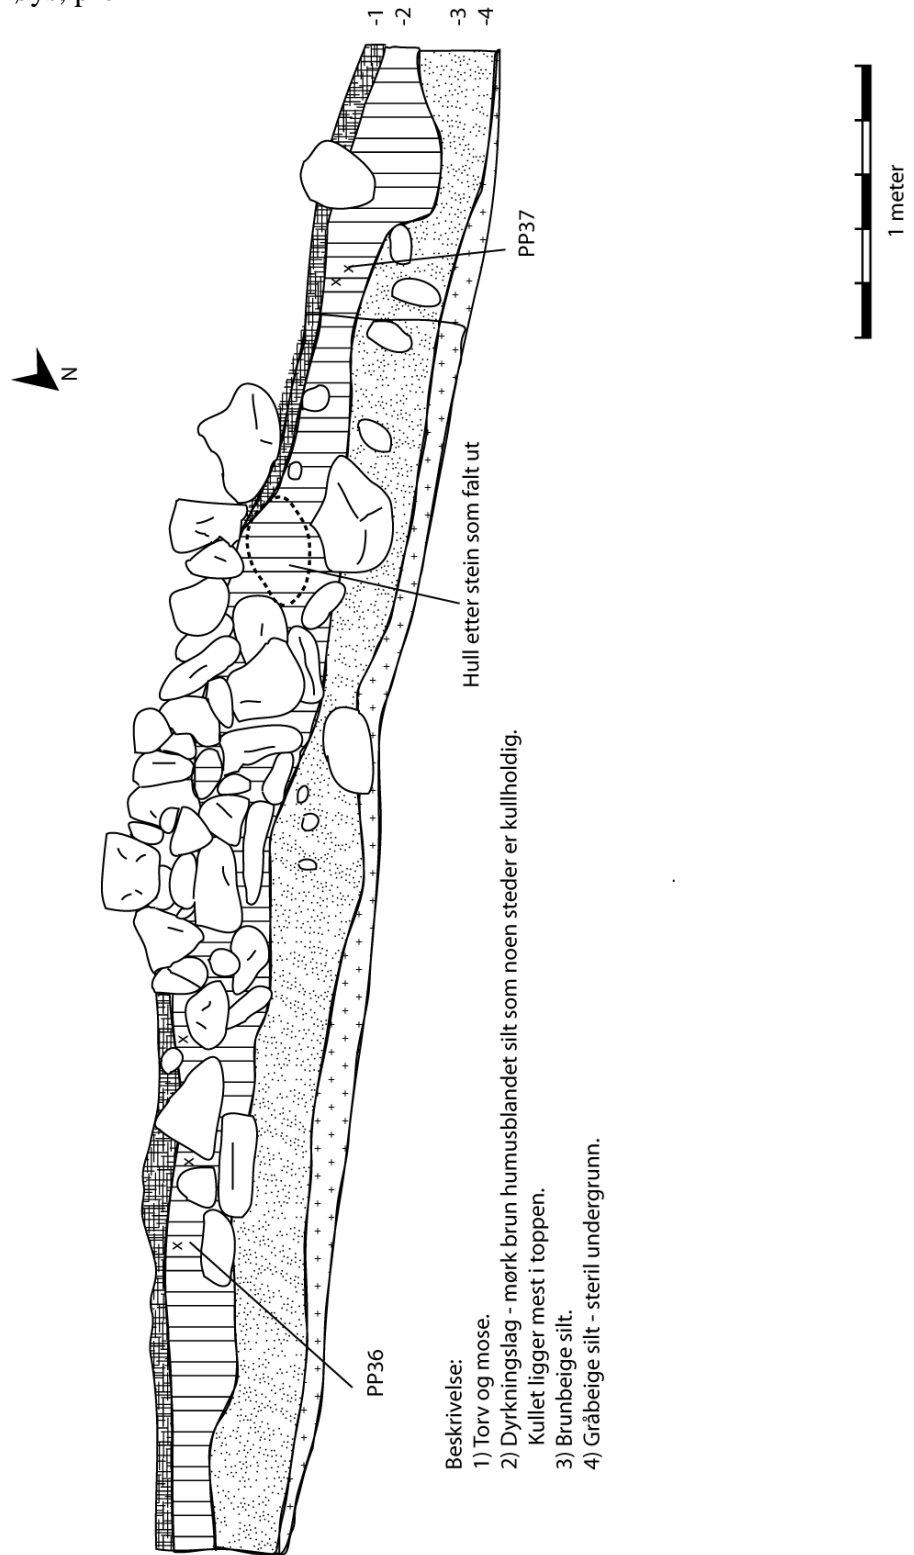 -1
-2
-3
-4
N
PP37
1 meter
Hull etter stein som falt ut
x
x
x
x
x
PP36
Beskrivelse:
1) Torv og mose.
2) Dyrkningslag - mørk brun humusblandet silt som noen steder er kullholdig.
Kullet ligger mest i toppen.
3) Brunbeige silt.
4) Gråbeige silt - steril undergrunn.